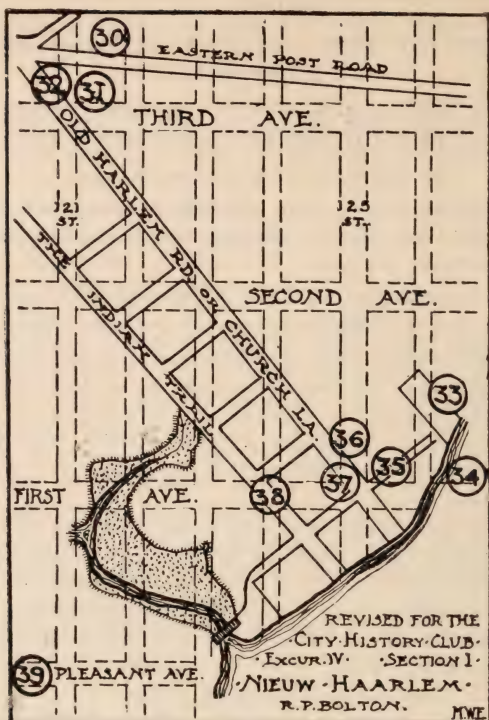 30
EASTERN POST ROAD
32
31
THIRD AVE.
OLD HARLEM RD. OR CHURCH LA.
121
ST.
125
ST.
THE INDIAN TRAIL
SECOND AVE.
33
36
35
34
37
38
FIRST AVE.
REVISED FOR THE
CITY·HISTORY·CLUB·
·EXCUR. IV· ·SECTION 1·
39
PLEASANT AVE.
·NIEUW·HAARLEM·
R.P. BOLTON.
M.W.E.